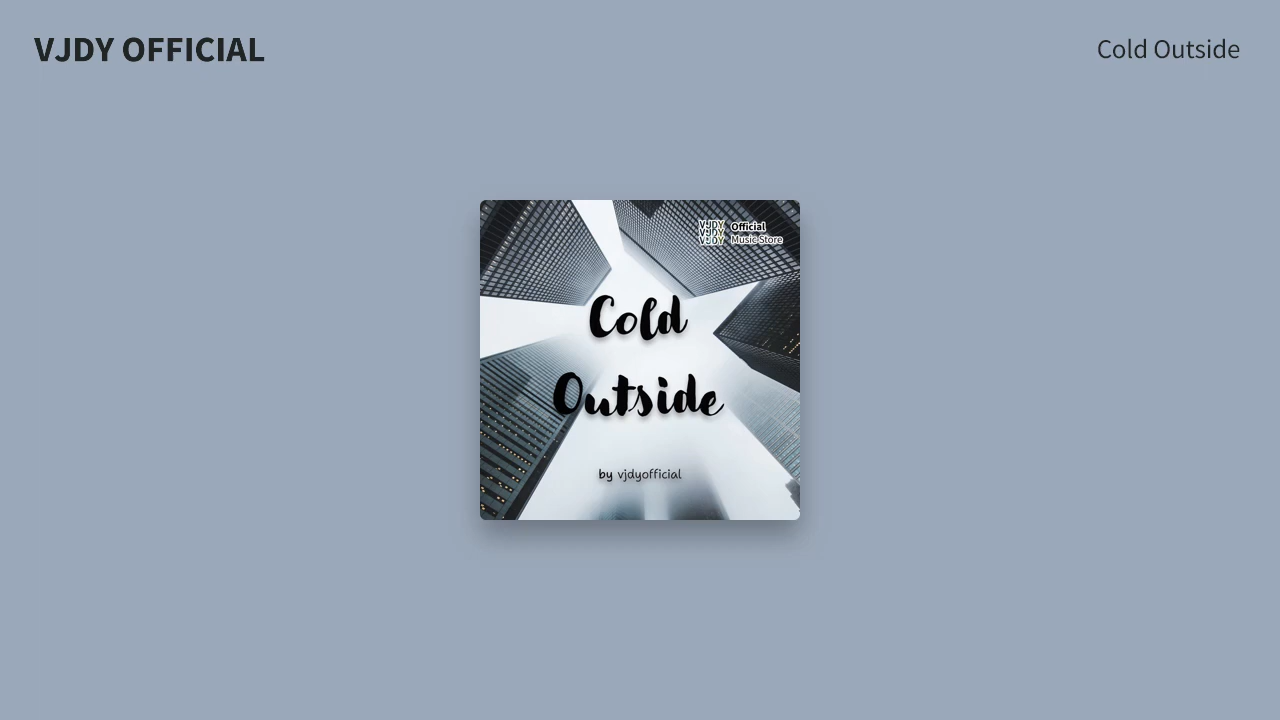 VJDY OFFICIAL
Cold Outside
VJDY Official
VJDY Music Store
VJDY
Cold
Outside
by vjdyofficial